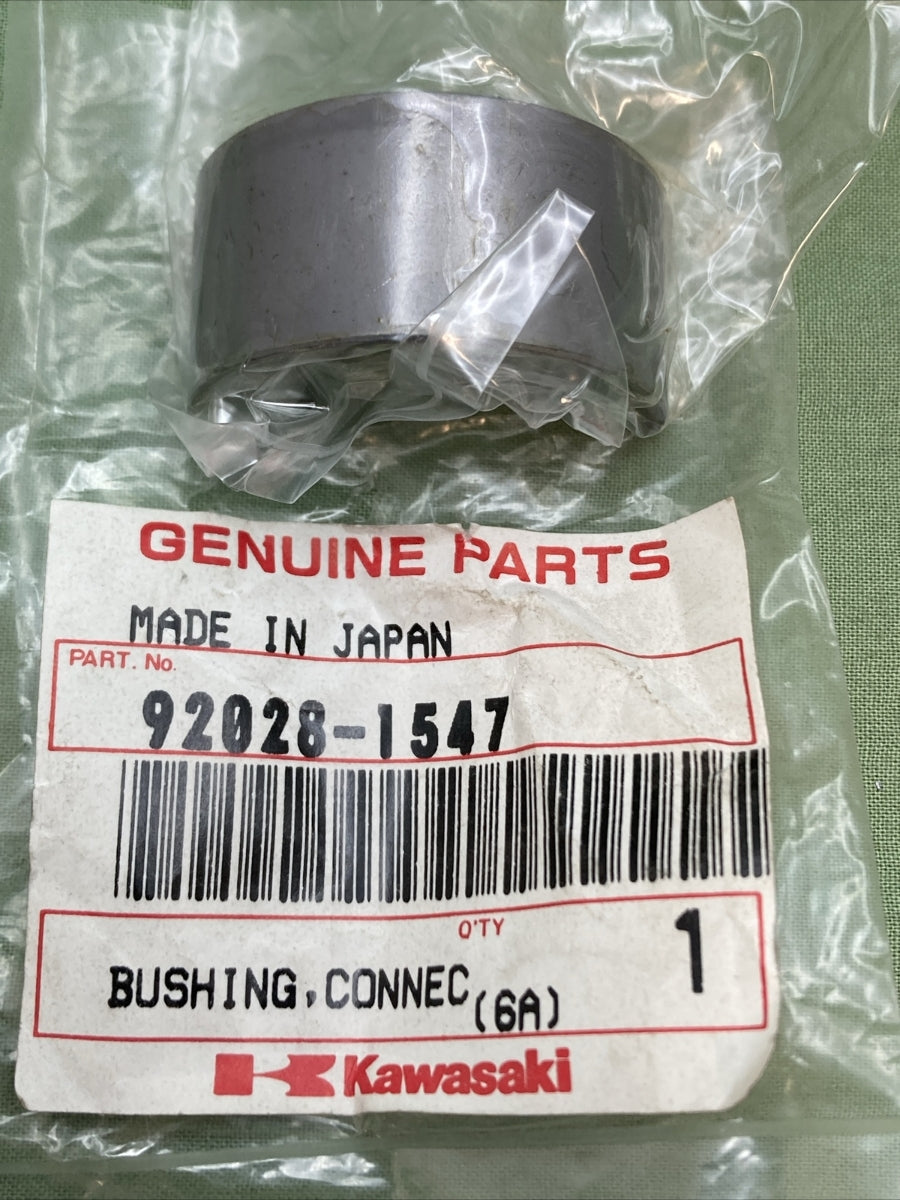 GENUINE PARTS
MADE IN JAPAN
PART. No.
92028-1547
Q'TY
1
BUSHING,CONNEC
(6A)
Kawasaki